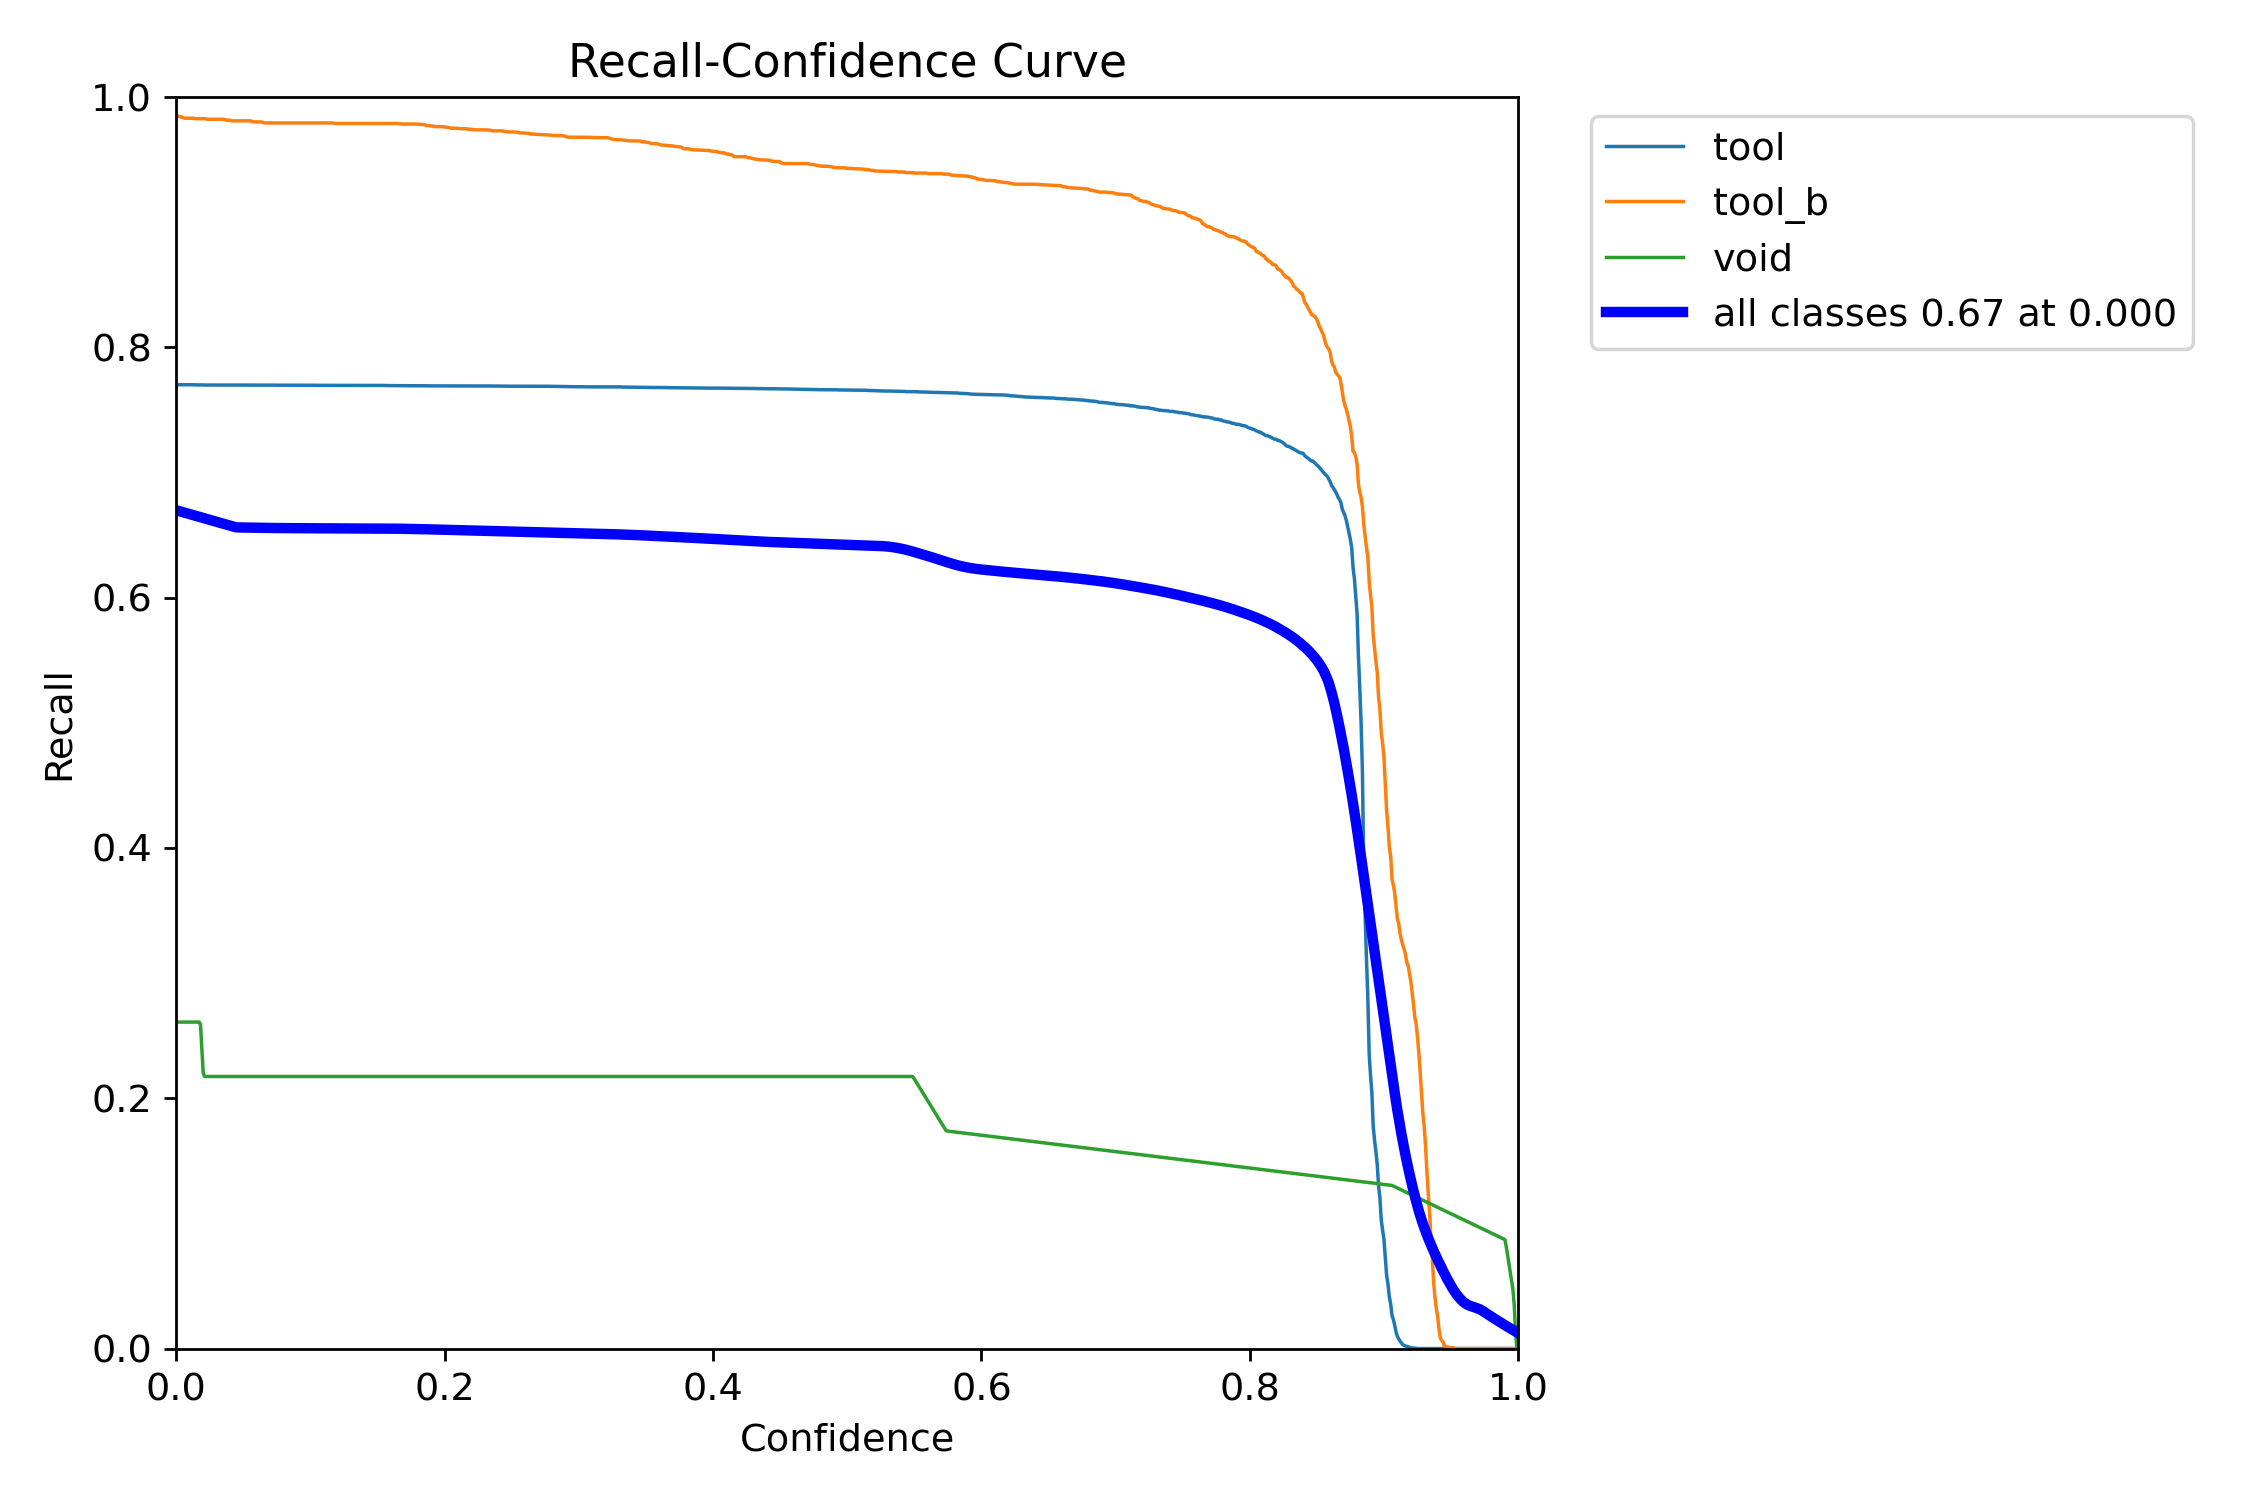 Recall-Confidence Curve
1.0
0.8
0.6
0.4
0.2
0.0
Recall
0.0 0.2 0.4 0.6 0.8 1.0
Confidence
tool
tool_b
void
all classes 0.67 at 0.000